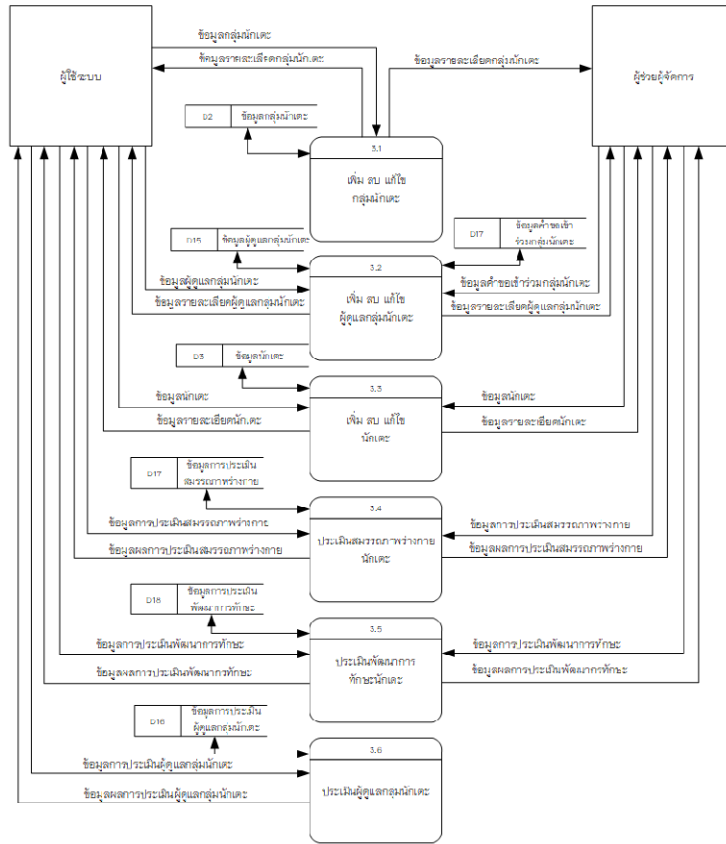 ผู้ใช้ระบบ
ข้อมูลกลุ่มนักเตะ
ข้อมูลรายละเลียดกลุ่มนักเตะ
ข้อมูลรายละเลียดกลุ่มนักเตะ
ผู้ช่วยผู้จัดการ
D2
ข้อมูลกลุ่มนักเตะ
3.1
เพิ่ม ลบ แก้ไข
กลุ่มนักเตะ
D15
ข้อมูลผู้ดูแลกลุ่มนักเตะ
D17
ข้อมูลคำขอเข้า
ร่วมกลุ่มนักเตะ
3.2
เพิ่ม ลบ แก้ไข
ผู้ดูแลกลุ่มนักเตะ
ข้อมูลผู้ดูแลกลุ่มนักเตะ
ข้อมูลรายละเลียดผู้ดูแลกลุ่มนักเตะ
ข้อมูลคำขอเข้าร่วมกลุ่มนักเตะ
ข้อมูลรายละเลียดผู้ดูแลกลุ่มนักเตะ
D3
ข้อมูลนักเตะ
3.3
เพิ่ม ลบ แก้ไข
นักเตะ
ข้อมูลนักเตะ
ข้อมูลรายละเอียดนักเตะ
ข้อมูลนักเตะ
ข้อมูลรายละเอียดนักเตะ
D17
ข้อมูลการประเมิน
สมรรถภาพร่างกาย
3.4
ประเมินสมรรถภาพร่างกาย
นักเตะ
ข้อมูลการประเมินสมรรถภาพร่างกาย
ข้อมูลผลการประเมินสมรรถภาพร่างกาย
ข้อมูลการประเมินสมรรถภาพร่างกาย
ข้อมูลผลการประเมินสมรรถภาพร่างกาย
D18
ข้อมูลการประเมิน
พัฒนาการทักษะ
3.5
ประเมินพัฒนาการ
ทักษะนักเตะ
ข้อมูลการประเมินพัฒนาการทักษะ
ข้อมูลผลการประเมินพัฒนาการทักษะ
ข้อมูลการประเมินพัฒนาการทักษะ
ข้อมูลผลการประเมินพัฒนาการทักษะ
D16
ข้อมูลการประเมิน
ผู้ดูแลกลุ่มนักเตะ
3.6
ประเมินผู้ดูแลกลุ่มนักเตะ
ข้อมูลการประเมินผู้ดูแลกลุ่มนักเตะ
ข้อมูลผลการประเมินผู้ดูแลกลุ่มนักเตะ